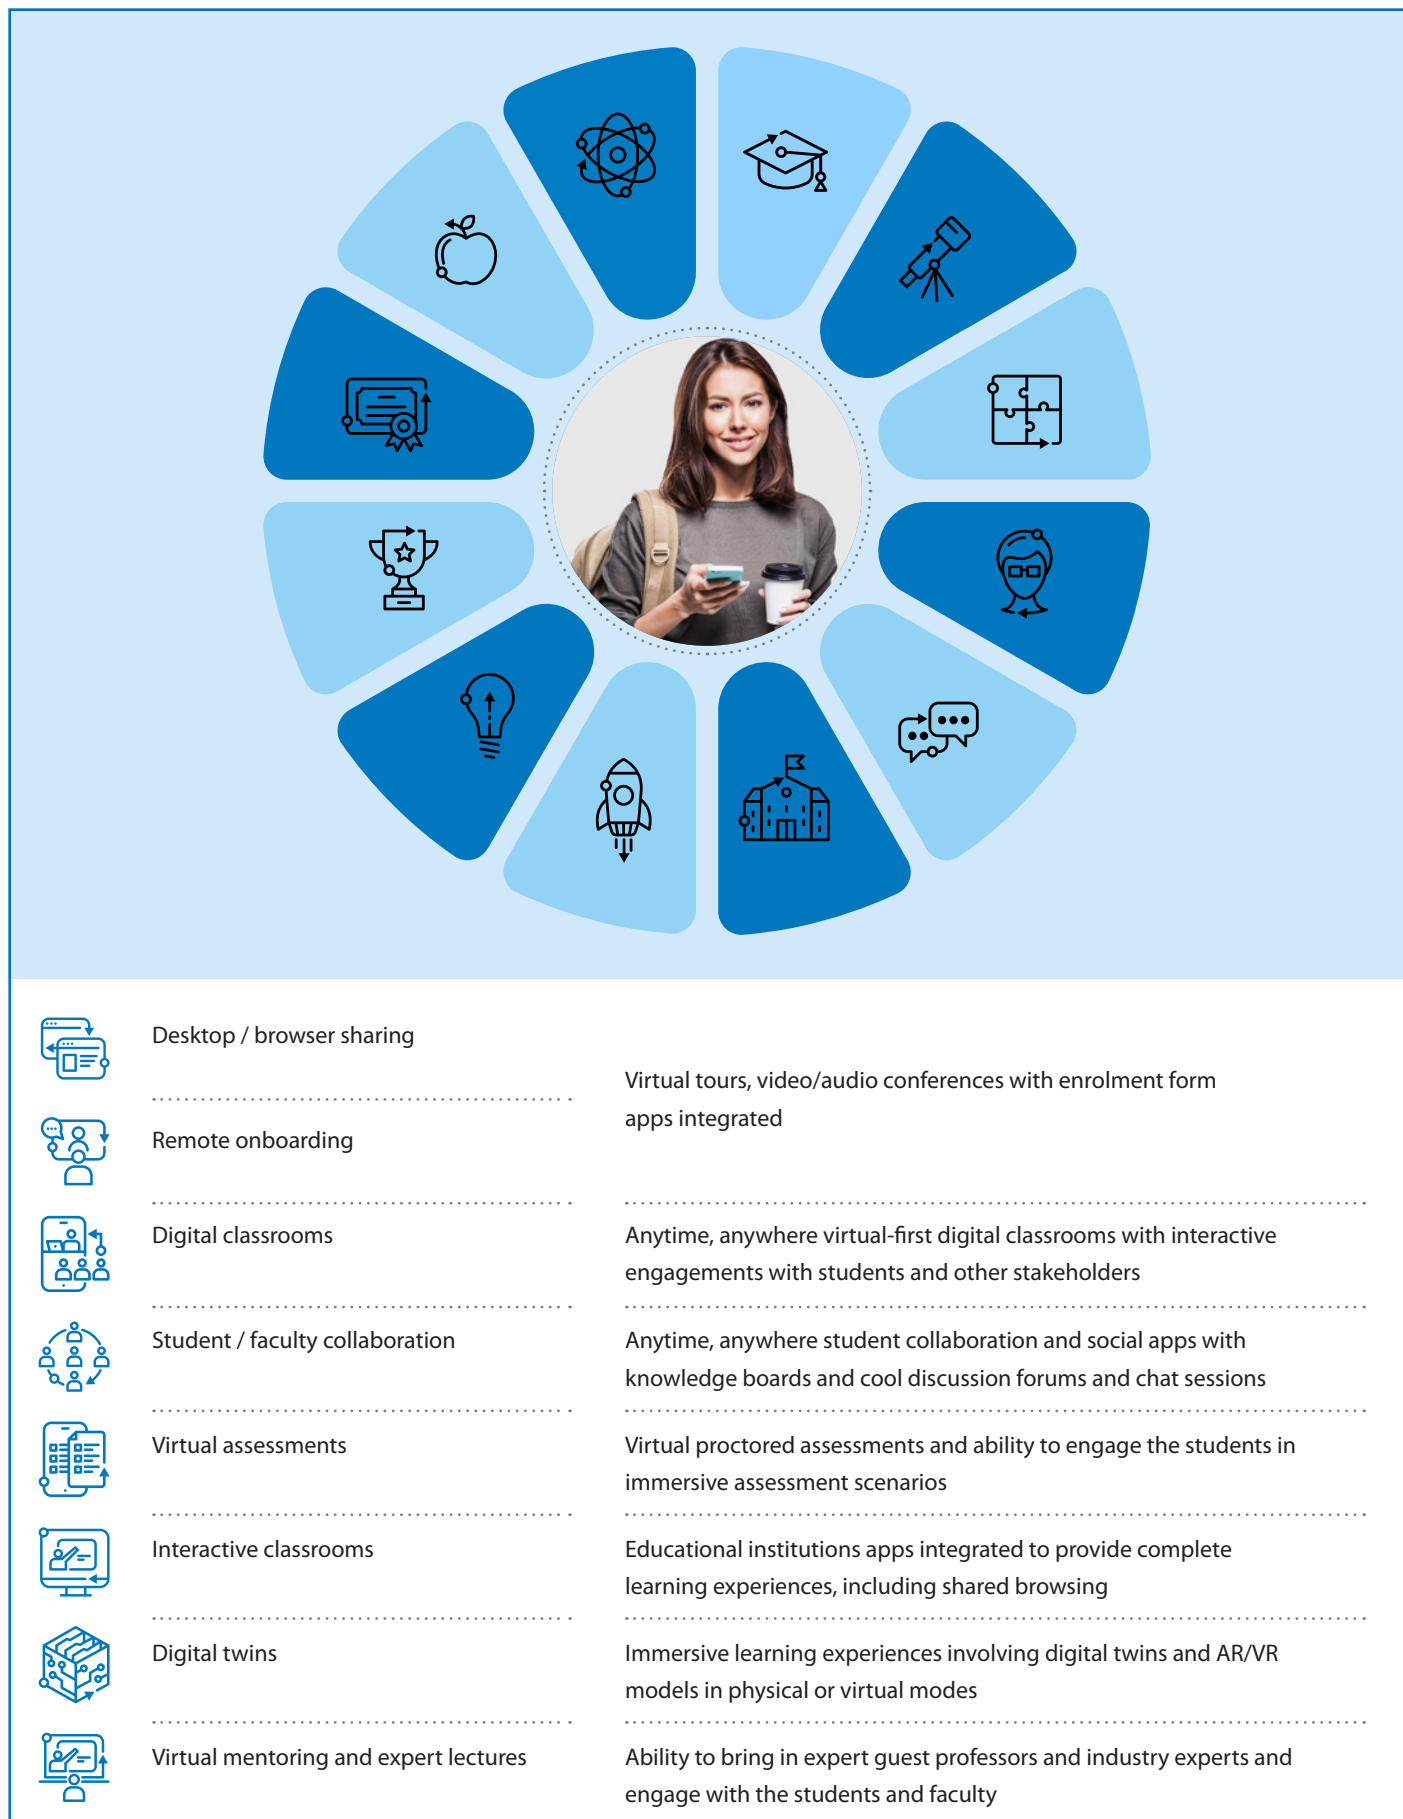 Desktop / browser sharing
Remote onboarding
Virtual tours, video/audio conferences with enrolment form
apps integrated
Digital classrooms
Anytime, anywhere virtual-first digital classrooms with interactive
engagements with students and other stakeholders
Student / faculty collaboration
Anytime, anywhere student collaboration and social apps with
knowledge boards and cool discussion forums and chat sessions
Virtual assessments
Virtual proctored assessments and ability to engage the students in
immersive assessment scenarios
Interactive classrooms
Educational institutions apps integrated to provide complete
learning experiences, including shared browsing
Digital twins
Immersive learning experiences involving digital twins and AR/VR
models in physical or virtual modes
Virtual mentoring and expert lectures
Ability to bring in expert guest professors and industry experts and
engage with the students and faculty